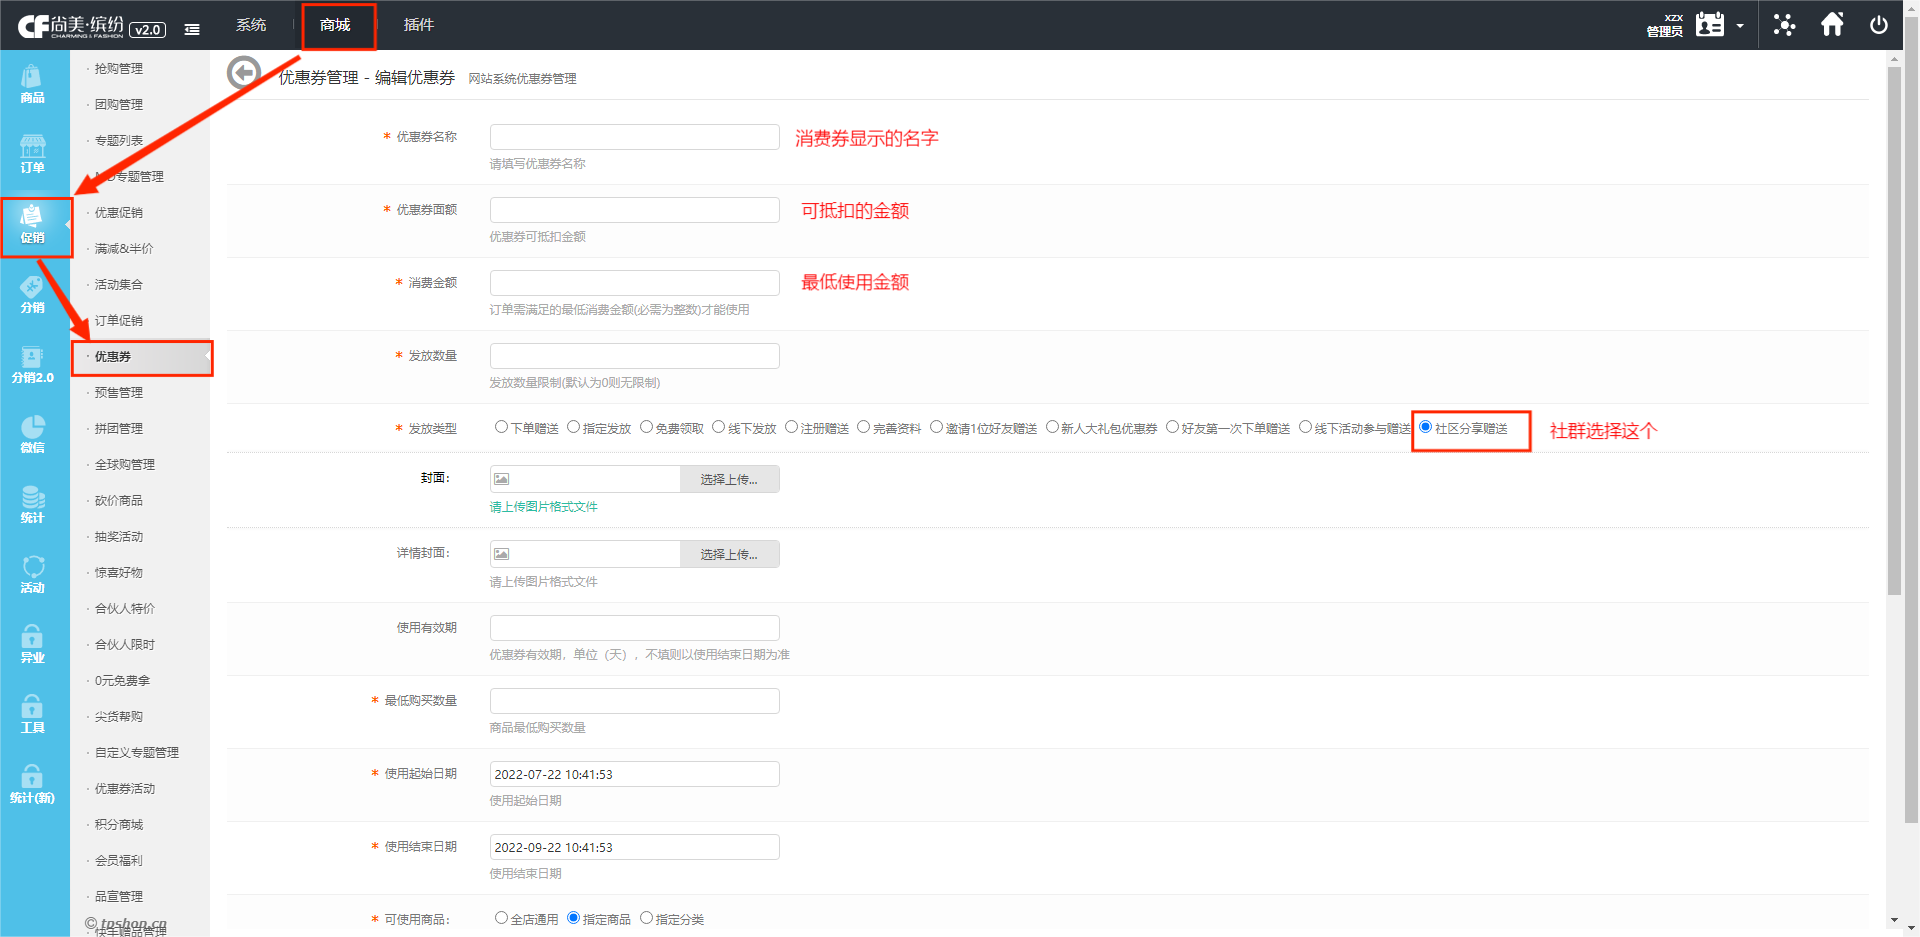 CF尚美·缤纷 v2.0
CHARMING & FASHION
系统
商城
插件
xzx
管理员
商品
订单
促销
分销
分销2.0
微信
统计
活动
异业
工具
统计(新)
· 抢购管理
· 团购管理
· 专题列表
专题管理
· 优惠促销
· 满减&半价
· 活动集合
· 订单促销
· 优惠券
· 预售管理
· 拼团管理
· 全球购管理
· 砍价商品
· 抽奖活动
· 惊喜好物
· 合伙人特价
· 合伙人限时
· 0元免费拿
· 尖货帮购
· 自定义专题管理
· 优惠券活动
· 积分商城
· 会员福利
· 品宣管理
© tpshop.cn
优惠券管理 - 编辑优惠券 网站系统优惠券管理
* 优惠券名称 消费券显示的名字
请填写优惠券名称
* 优惠券面额 可抵扣的金额
优惠券可抵扣金额
* 消费金额 最低使用金额
订单需满足的最低消费金额(必需为整数)才能使用
* 发放数量
发放数量限制(默认为0则无限制)
* 发放类型 下单赠送 指定发放 免费领取 线下发放 注册赠送 完善资料 邀请1位好友赠送 新人大礼包优惠券 好友第一次下单赠送 线下活动参与赠送 社区分享赠送 社群选择这个
封面： 选择上传...
请上传图片格式文件
详情封面： 选择上传...
请上传图片格式文件
使用有效期
优惠券有效期，单位（天），不填则以使用结束日期为准
* 最低购买数量
商品最低购买数量
* 使用起始日期 2022-07-22 10:41:53
使用起始日期
* 使用结束日期 2022-09-22 10:41:53
使用结束日期
* 可使用商品： 全店通用 指定商品 指定分类